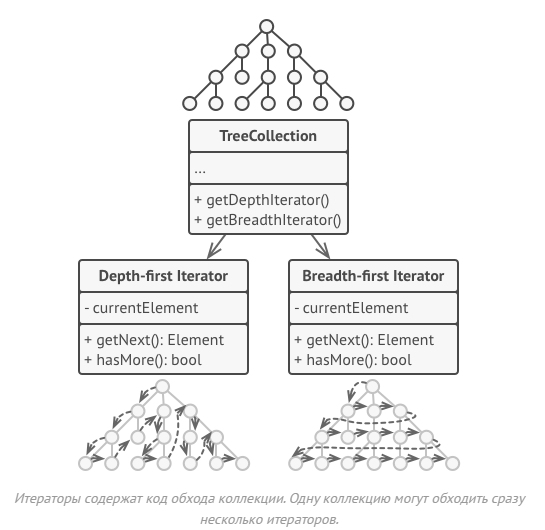 TreeCollection
...
+ getDepthIterator()
+ getBreadthIterator()
Depth-first Iterator
- currentElement
+ getNext(): Element
+ hasMore(): bool
Breadth-first Iterator
- currentElement
+ getNext(): Element
+ hasMore(): bool
Итераторы содержат код обхода коллекции. Одну коллекцию могут обходить сразу
несколько итераторов.